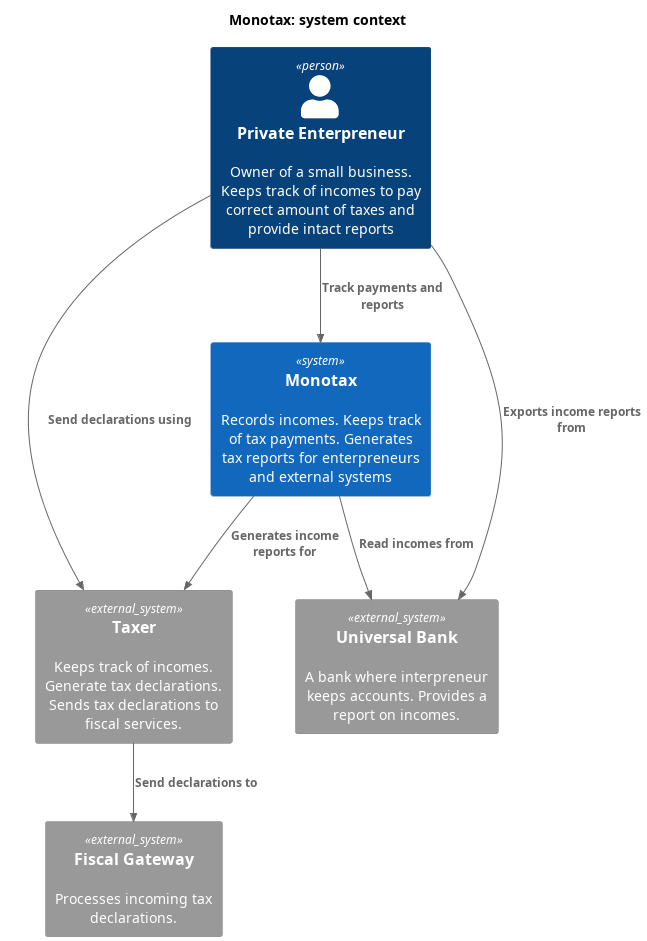 Monotax: system context
«person»
Private Enterpreneur
Owner of a small business.
Keeps track of incomes to pay
correct amount of taxes and
provide intact reports
Track payments and
reports
«system»
Monotax
Records incomes. Keeps track
of tax payments. Generates
tax reports for enterpreneurs
and external systems
Send declarations using
Exports income reports
from
Generates income
reports for
Read incomes from
«external_system»
Taxer
Keeps track of incomes.
Generate tax declarations.
Sends tax declarations to
fiscal services.
«external_system»
Universal Bank
A bank where interpreneur
keeps accounts. Provides a
report on incomes.
Send declarations to
«external_system»
Fiscal Gateway
Processes incoming tax
declarations.